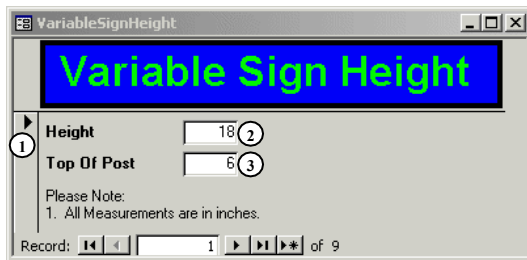 VariableSignHeight
Variable Sign Height
1
Height 18 2
Top Of Post 6 3
Please Note:
1. All Measurements are in inches.
Record: 1 of 9